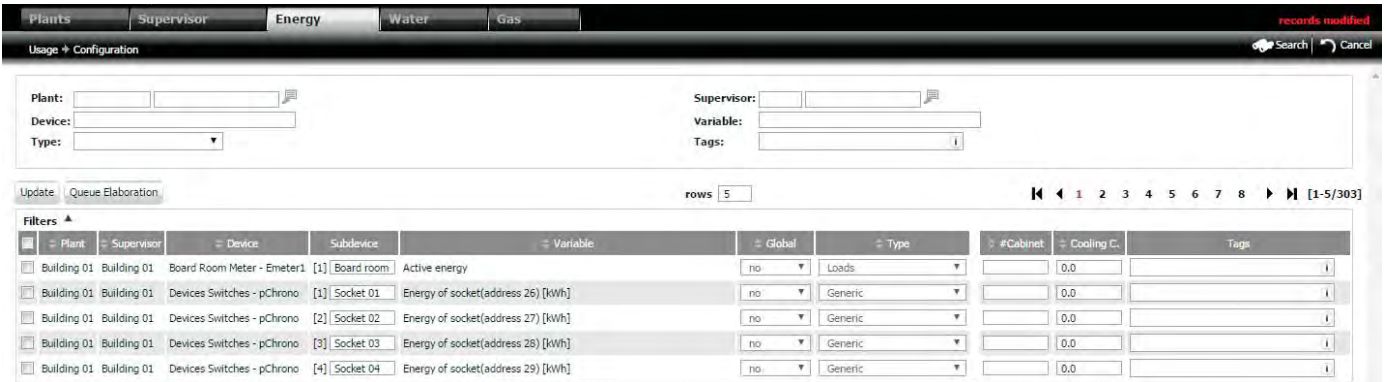 Plants Supervisor Energy Water Gas records modified
Usage Configuration Search Cancel
Plant: Supervisor:
Device: Variable:
Type: Tags: i
Update Queue Elaboration rows 5 1 2 3 4 5 6 7 8 [1-5/303]
Filters
Plant Supervisor Device Subdevice Variable Global Type #Cabinet Cooling C. Tags
Building 01 Building 01 Board Room Meter - Emeter1 [1] Board room Active energy no Loads 0.0 i
Building 01 Building 01 Devices Switches - pChrono [1] Socket 01 Energy of socket(address 26) [kWh] no Generic 0.0 i
Building 01 Building 01 Devices Switches - pChrono [2] Socket 02 Energy of socket(address 27) [kWh] no Generic 0.0 i
Building 01 Building 01 Devices Switches - pChrono [3] Socket 03 Energy of socket(address 28) [kWh] no Generic 0.0 i
Building 01 Building 01 Devices Switches - pChrono [4] Socket 04 Energy of socket(address 29) [kWh] no Generic 0.0 i